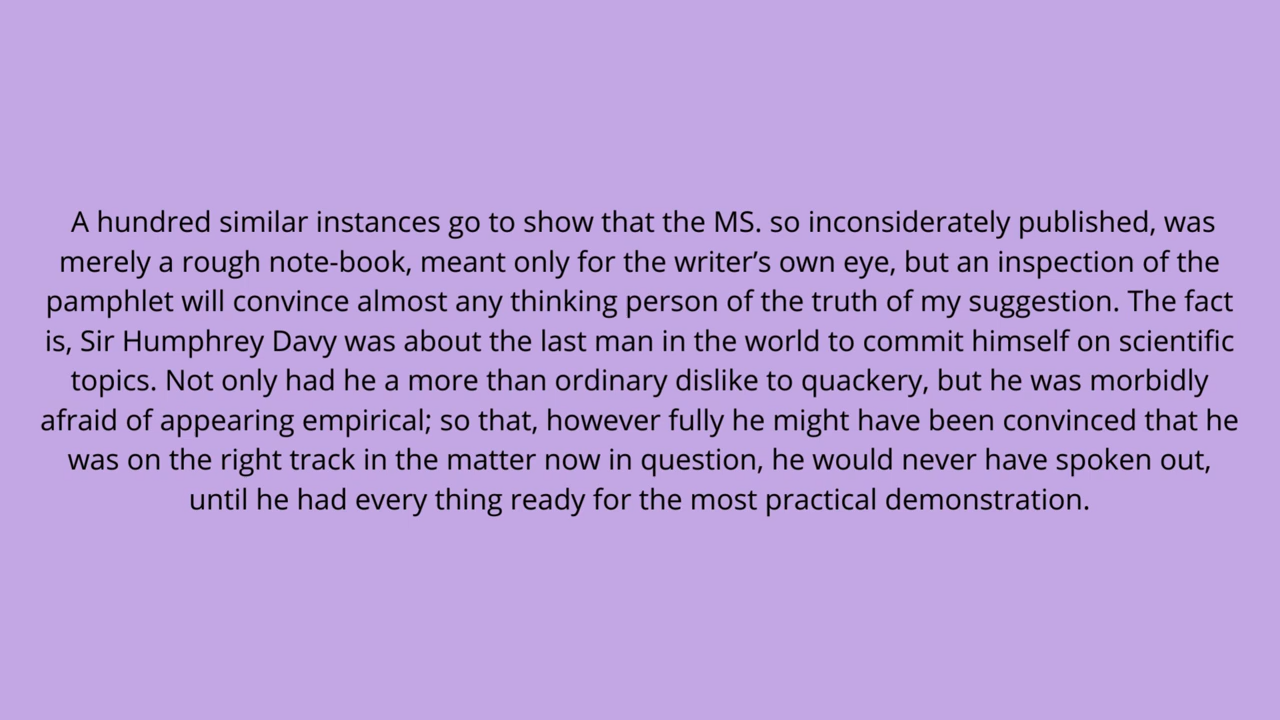 A hundred similar instances go to show that the MS. so inconsiderately published, was
merely a rough note-book, meant only for the writer’s own eye, but an inspection of the
pamphlet will convince almost any thinking person of the truth of my suggestion. The fact
is, Sir Humphrey Davy was about the last man in the world to commit himself on scientific
topics. Not only had he a more than ordinary dislike to quackery, but he was morbidly
afraid of appearing empirical; so that, however fully he might have been convinced that he
was on the right track in the matter now in question, he would never have spoken out,
until he had every thing ready for the most practical demonstration.